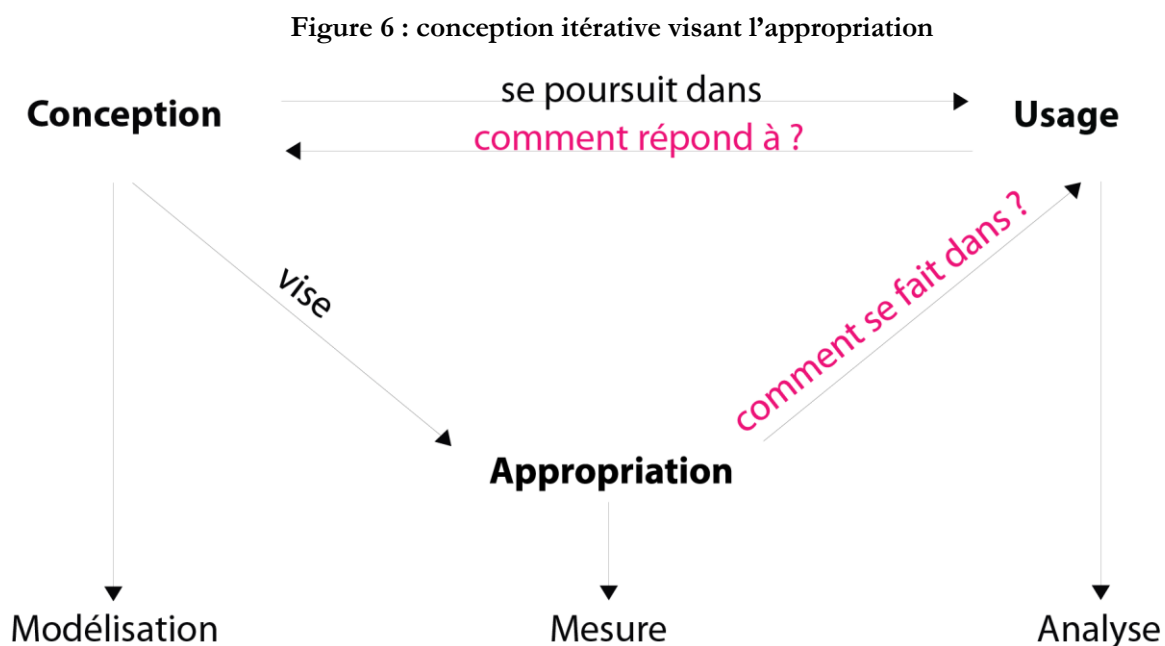 Figure 6 : conception itérative visant l’appropriation
se poursuit dans
Conception
Usage
comment répond à ?
vise
comment se fait dans ?
Appropriation
Modélisation
Mesure
Analyse